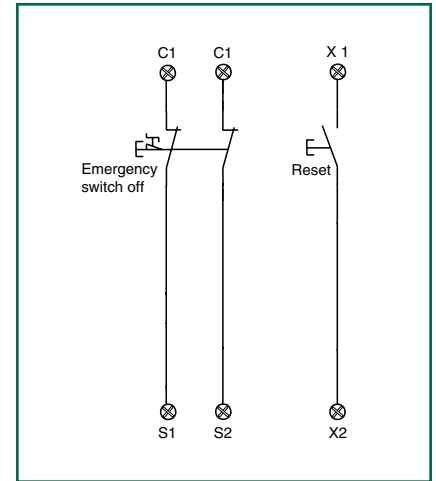 C1 C1 X 1
Emergency
switch off
Reset
S1 S2 X2